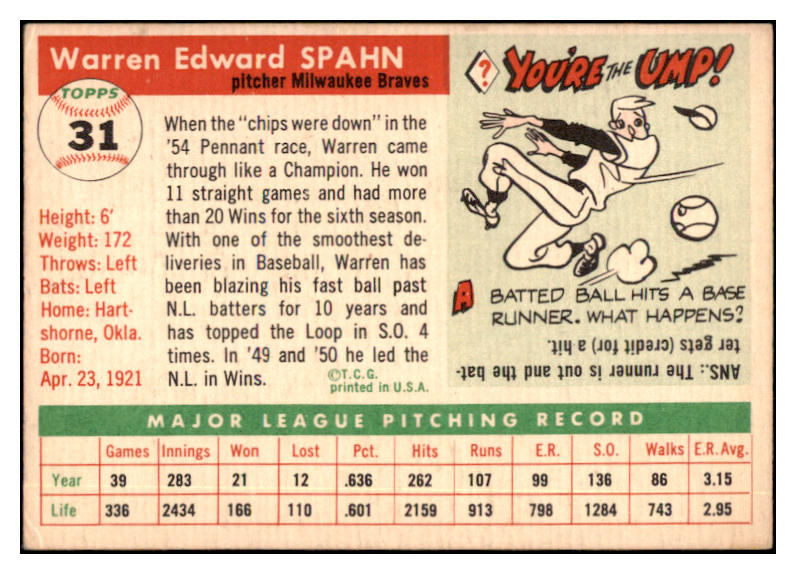 Warren Edward SPAHN
pitcher Milwaukee Braves
TOPPS
31
Height: 6'
Weight: 172
Throws: Left
Bats: Left
Home: Hart-
shorne, Okla.
Born:
Apr. 23, 1921
When the "chips were down" in the
'54 Pennant race, Warren came
through like a Champion. He won
11 straight games and had more
than 20 Wins for the sixth season.
With one of the smoothest de-
liveries in Baseball, Warren has
been blazing his fast ball past
N.L. batters for 10 years and
has topped the Loop in S.O. 4
times. In '49 and '50 he led the
N.L. in Wins.
©T.C.G.
printed in U.S.A.
? YOU'RE THE UMP!
A BATTED BALL HITS A BASE
RUNNER. WHAT HAPPENS?
ANS.: The runner is out and the bat-
ter gets (credit for) a hit.
MAJOR LEAGUE PITCHING RECORD
Games Innings Won Lost Pct. Hits Runs E.R. S.O. Walks E.R.Avg.
Year 39 283 21 12 .636 262 107 99 136 86 3.15
Life 336 2434 166 110 .601 2159 913 798 1284 743 2.95